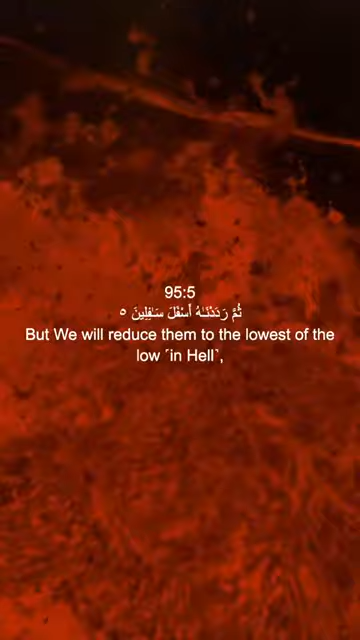 95:5
ثُمَّ رَدَدْنَـٰهُ أَسْفَلَ سَـٰفِلِينَ ٥
But We will reduce them to the lowest of the
low ˹in Hell˺,